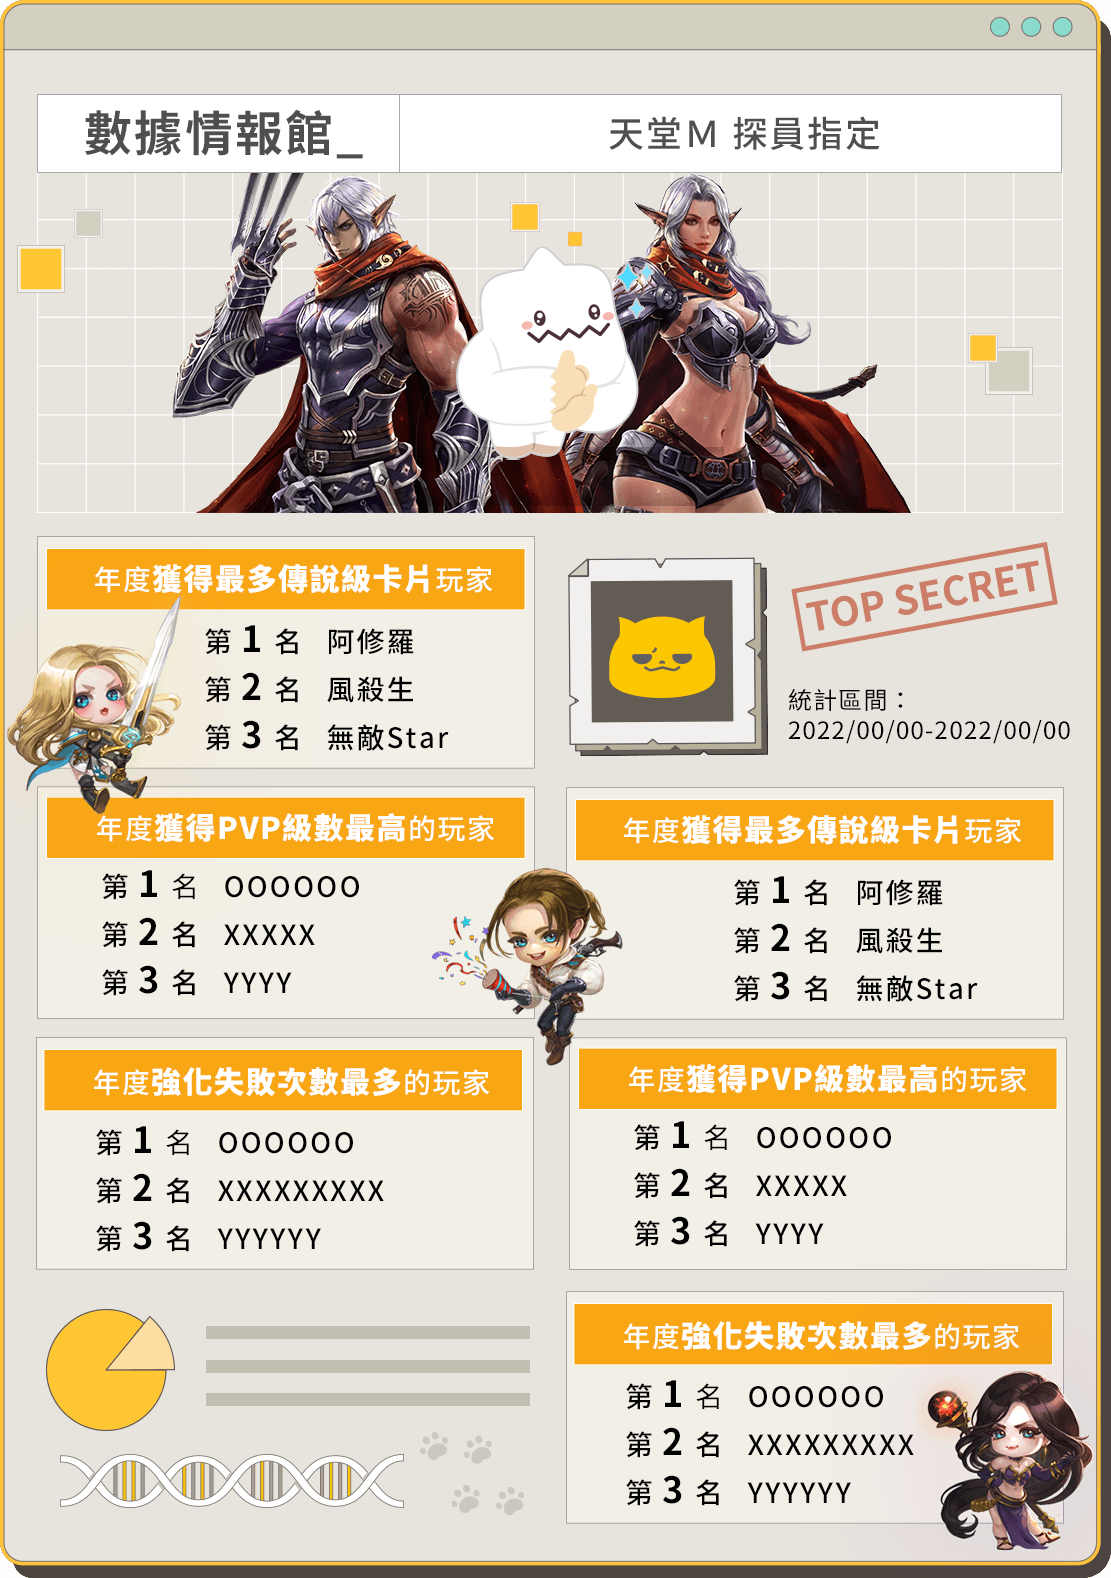 數據情報館_
天堂M 探員指定
年度獲得最多傳說級卡片玩家
第 1 名 阿修羅
第 2 名 風殺生
第 3 名 無敵Star
TOP SECRET
統計區間：
2022/00/00-2022/00/00
年度獲得PVP級數最高的玩家
第 1 名 OOOOOO
第 2 名 XXXXX
第 3 名 YYYY
年度獲得最多傳說級卡片玩家
第 1 名 阿修羅
第 2 名 風殺生
第 3 名 無敵Star
年度強化失敗次數最多的玩家
第 1 名 OOOOOO
第 2 名 XXXXXXXXX
第 3 名 YYYYYY
年度獲得PVP級數最高的玩家
第 1 名 OOOOOO
第 2 名 XXXXX
第 3 名 YYYY
年度強化失敗次數最多的玩家
第 1 名 OOOOOO
第 2 名 XXXXXXXXX
第 3 名 YYYYYY